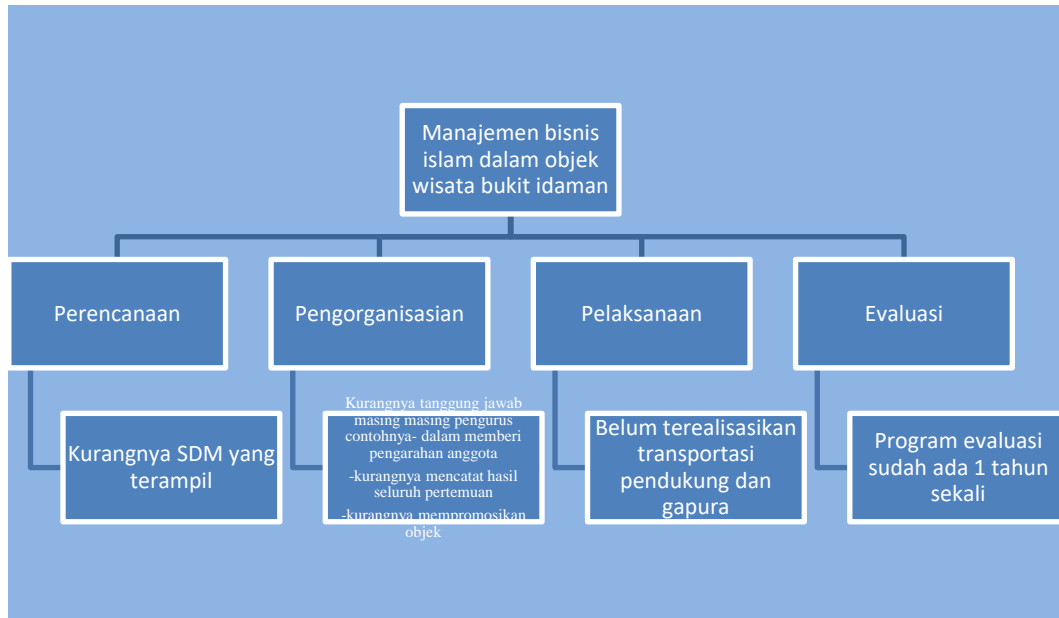 Manajemen bisnis
islam dalam objek
wisata bukit idaman
Perencanaan
Pengorganisasian
Pelaksanaan
Evaluasi
Kurangnya SDM yang
terampil
Kurangnya tanggung jawab
masing masing pengurus
contohnya- dalam memberi
pengarahan anggota
-kurangnya mencatat hasil
seluruh pertemuan
-kurangnya mempromosikan
objek
Belum terealisasikan
transportasi
pendukung dan
gapura
Program evaluasi
sudah ada 1 tahun
sekali